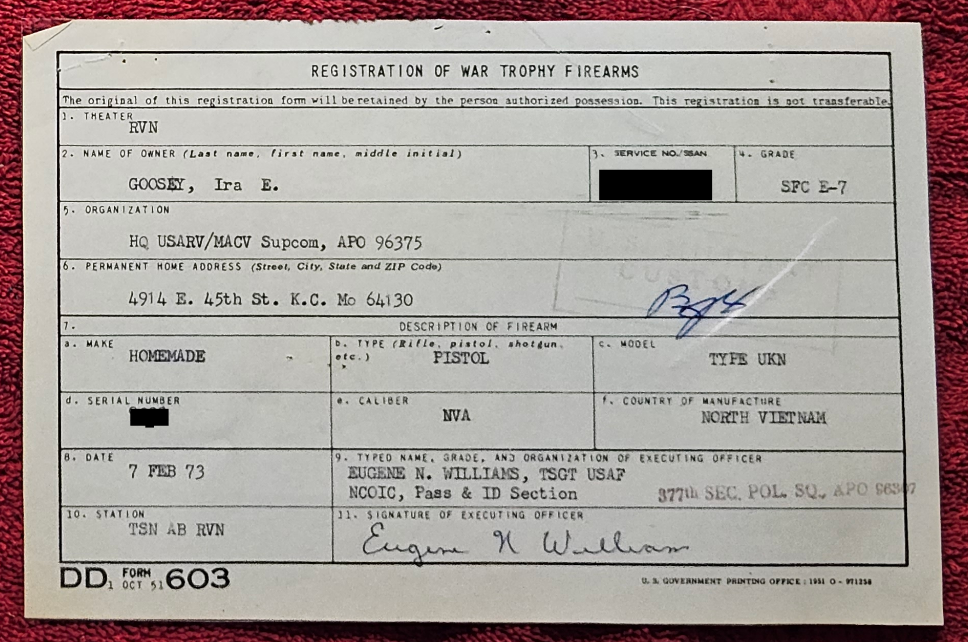 REGISTRATION OF WAR TROPHY FIREARMS
The original of this registration form will be retained by the person authorized possession. This registration is not transferable.
1. THEATER
RVN
2. NAME OF OWNER (Last name, first name, middle initial)
GOOSEY, Ira E.
3. SERVICE NO./SSAN
4. GRADE
SFC E-7
5. ORGANIZATION
HQ USARV/MACV Supcom, APO 96375
6. PERMANENT HOME ADDRESS (Street, City, State and ZIP Code)
4914 E. 45th St. K.C. Mo 64130
CUSTOMS
7. DESCRIPTION OF FIREARM
a. MAKE
HOMEMADE
b. TYPE (Rifle, pistol, shotgun,
etc.) PISTOL
c. MODEL
TYPE UKN
d. SERIAL NUMBER
e. CALIBER
NVA
f. COUNTRY OF MANUFACTURE
NORTH VIETNAM
8. DATE
7 FEB 73
9. TYPED NAME, GRADE, AND ORGANIZATION OF EXECUTING OFFICER
EUGENE N. WILLIAMS, TSGT USAF
NCOIC, Pass & ID Section 377th SEC. POL. SQ., APO 96307
10. STATION
TSN AB RVN
11. SIGNATURE OF EXECUTING OFFICER
Eugene N William
DD FORM 603
1 OCT 51
U. S. GOVERNMENT PRINTING OFFICE : 1951 O - 971258